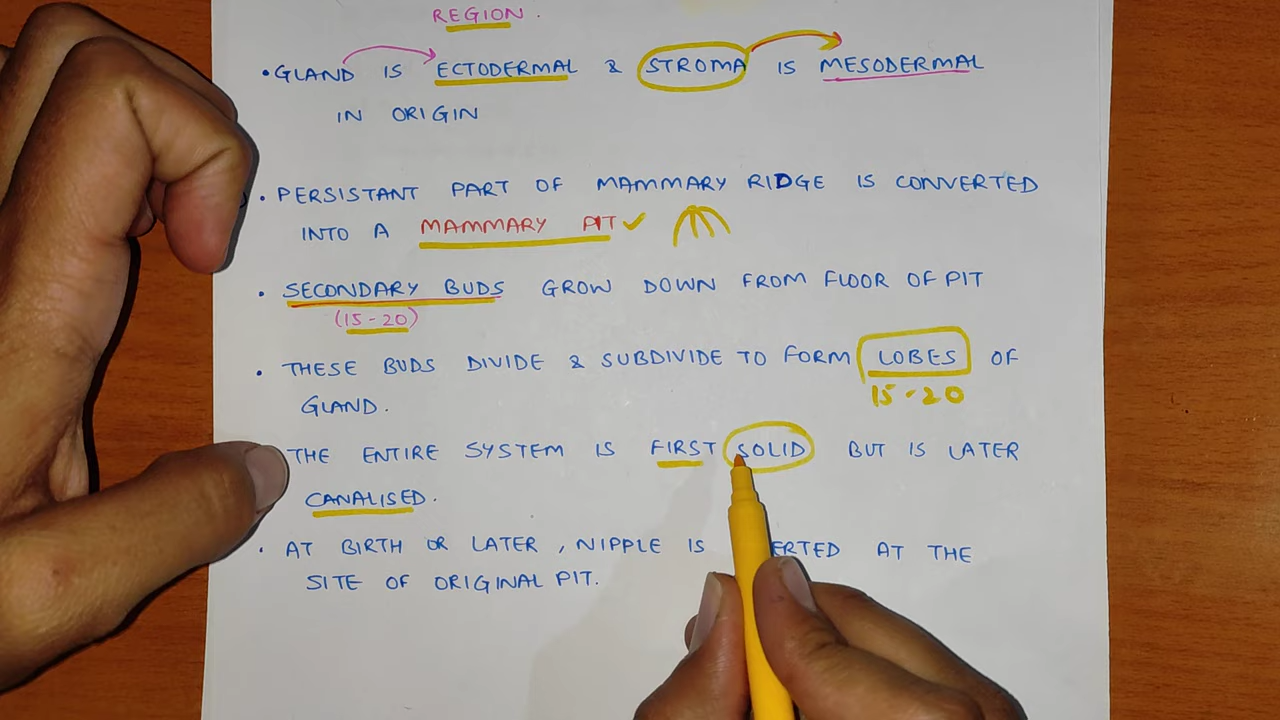 REGION.
• GLAND IS ECTODERMAL & STROMA IS MESODERMAL
IN ORIGIN
• PERSISTANT PART OF MAMMARY RIDGE IS CONVERTED
INTO A MAMMARY PIT ✓
• SECONDARY BUDS GROW DOWN FROM FLOOR OF PIT
(15-20)
• THESE BUDS DIVIDE & SUBDIVIDE TO FORM LOBES OF
15-20
GLAND.
THE ENTIRE SYSTEM IS FIRST SOLID BUT IS LATER
CANALISED.
• AT BIRTH OR LATER, NIPPLE IS ERTED AT THE
SITE OF ORIGINAL PIT.